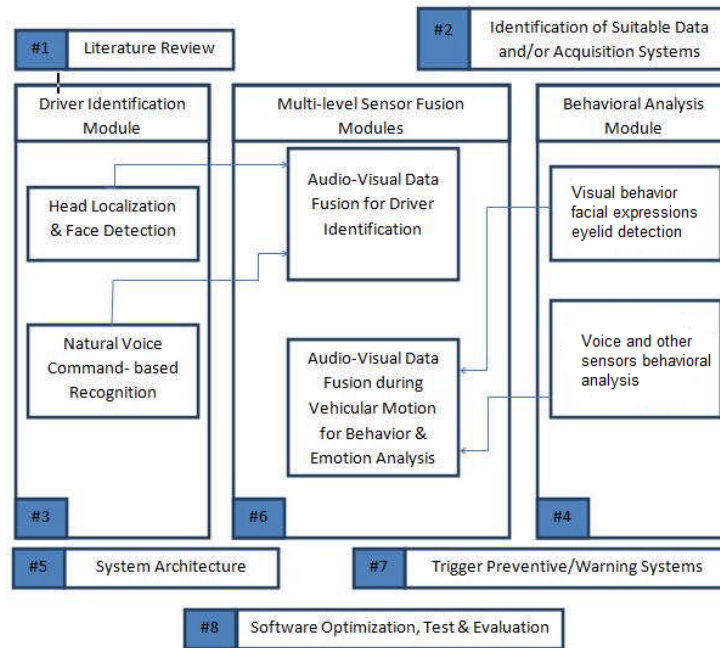 #1 Literature Review
#2 Identification of Suitable Data
and/or Acquisition Systems
Driver Identification
Module
Head Localization
& Face Detection
Natural Voice
Command- based
Recognition
#3
Multi-level Sensor Fusion
Modules
Audio-Visual Data
Fusion for Driver
Identification
Audio-Visual Data
Fusion during
Vehicular Motion
for Behavior &
Emotion Analysis
#6
Behavioral Analysis
Module
Visual behavior
facial expressions
eyelid detection
Voice and other
sensors behavioral
analysis
#4
#5 System Architecture
#7 Trigger Preventive/Warning Systems
#8 Software Optimization, Test & Evaluation